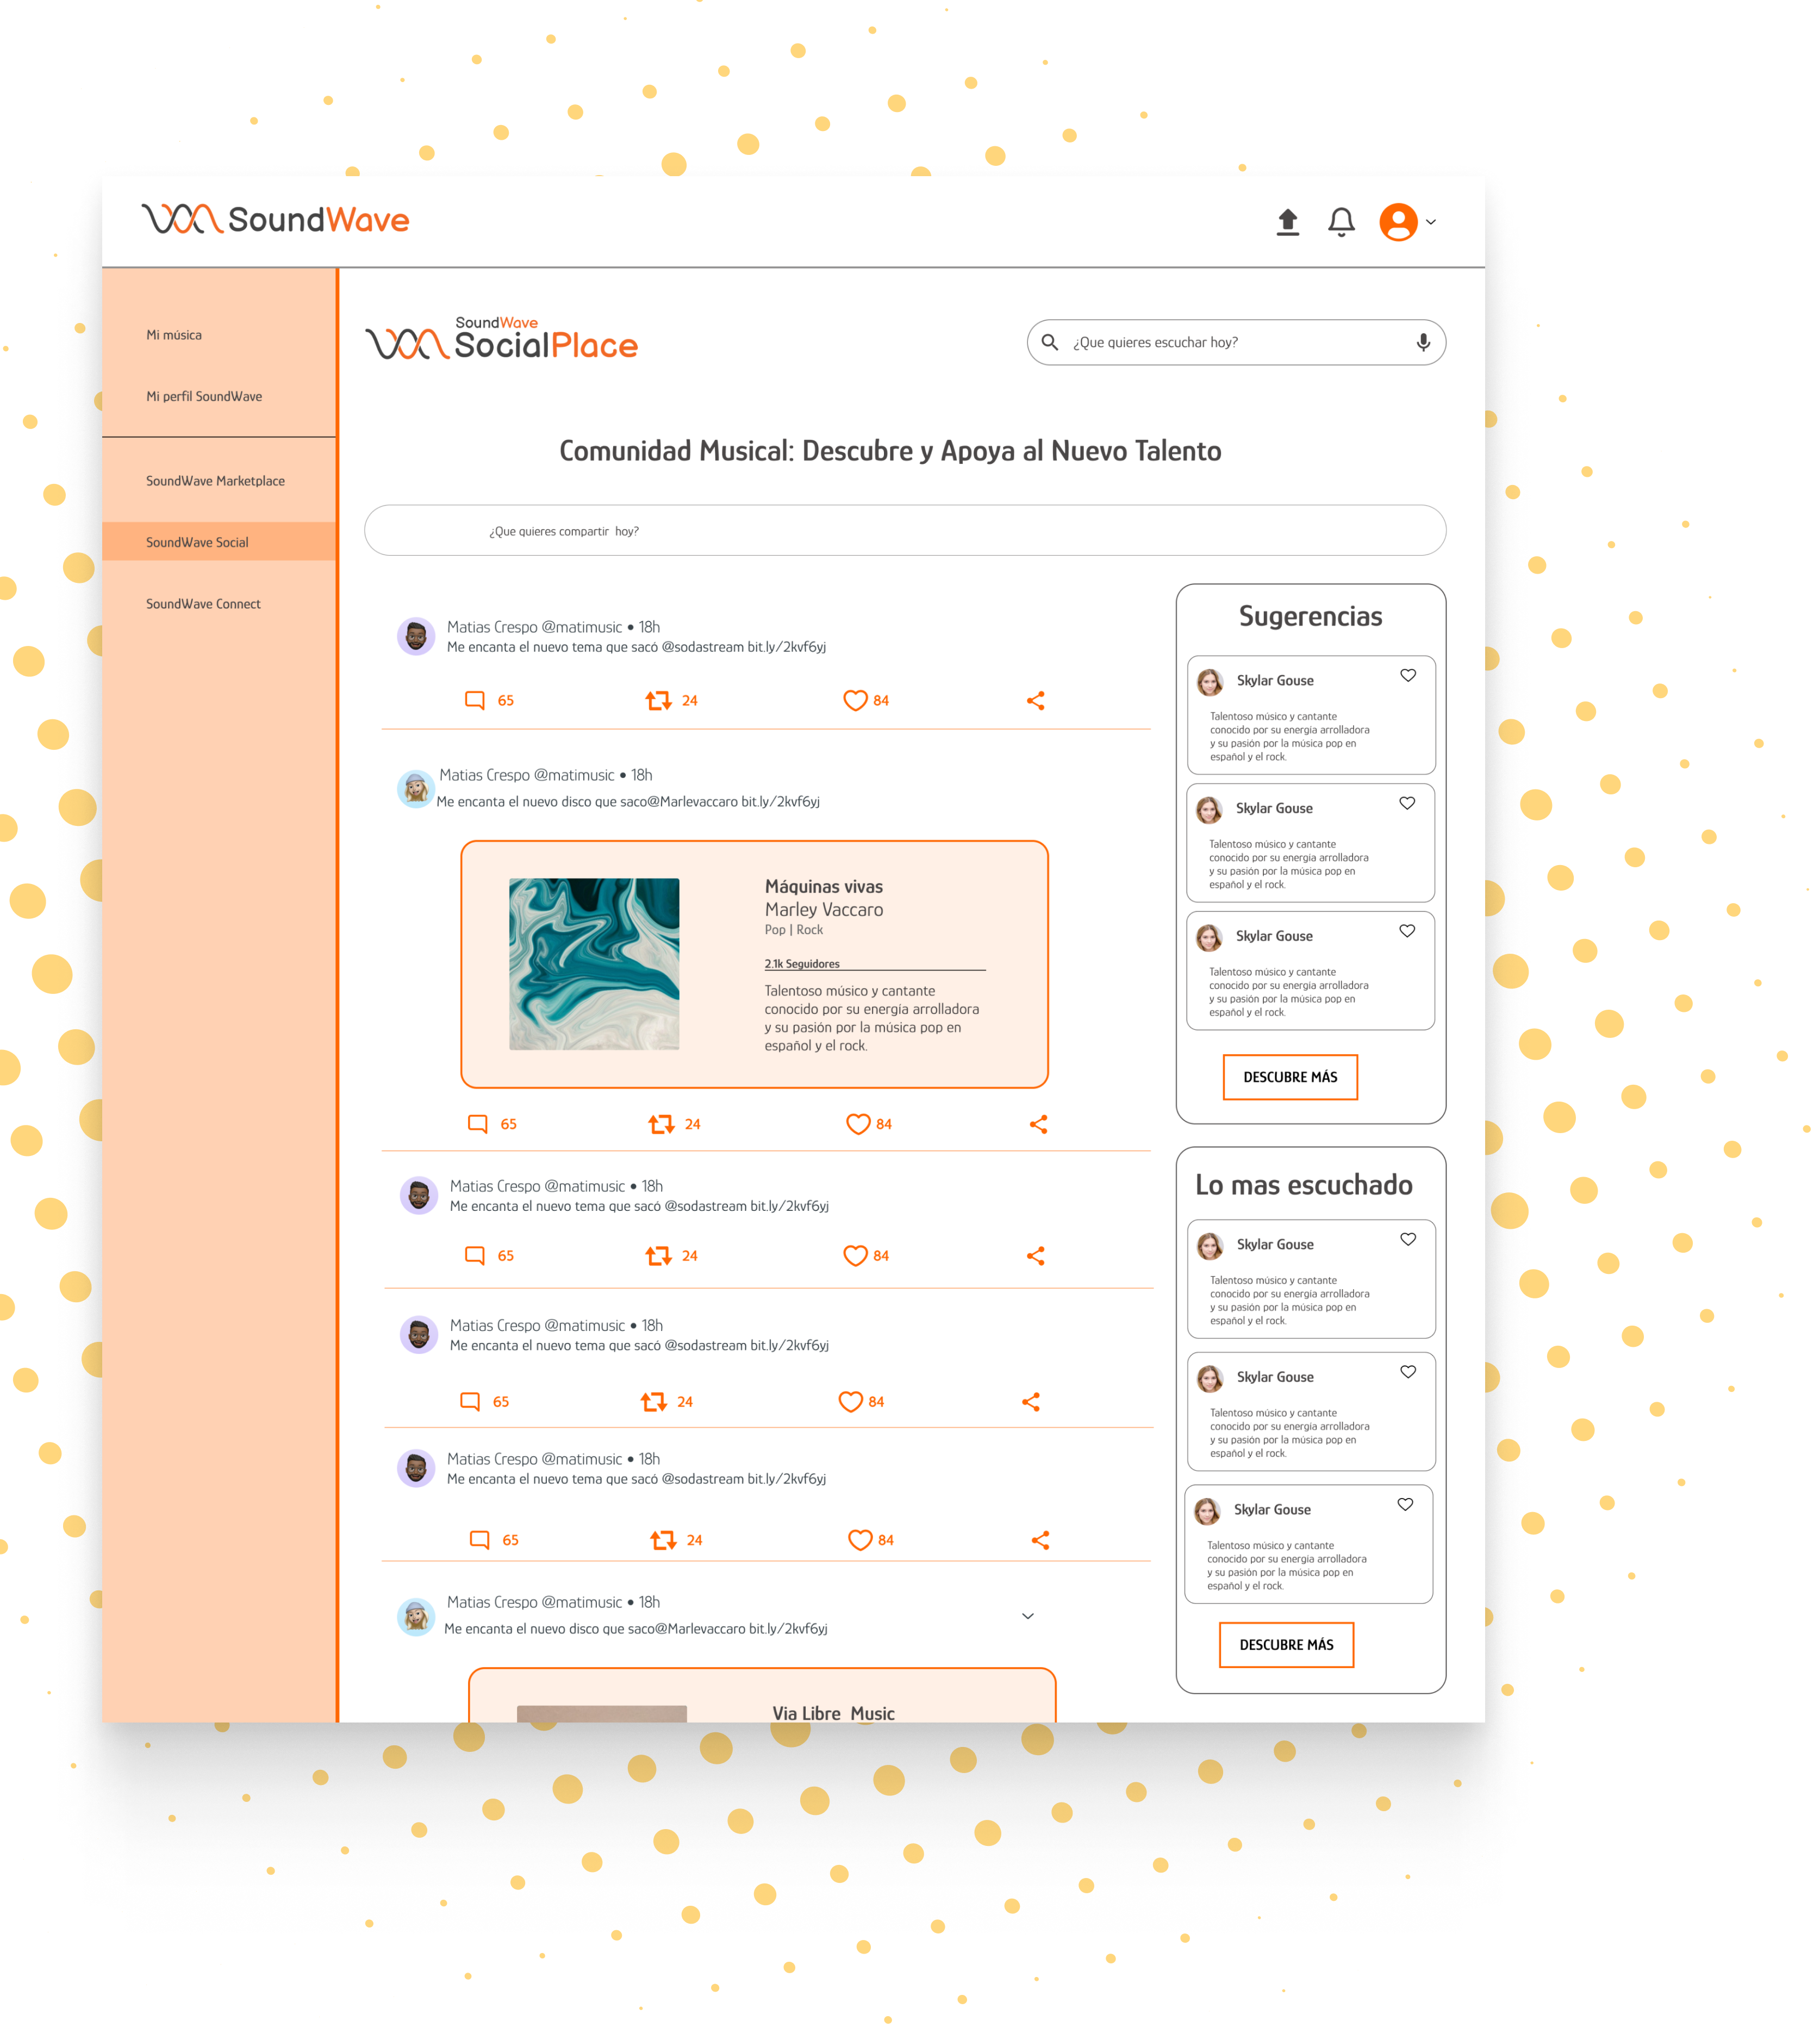 SoundWave
Mi música
Mi perfil SoundWave
SoundWave Marketplace
SoundWave Social
SoundWave Connect
SoundWave
SocialPlace
¿Que quieres escuchar hoy?
Comunidad Musical: Descubre y Apoya al Nuevo Talento
¿Que quieres compartir hoy?
Matias Crespo @matimusic • 18h
Me encanta el nuevo tema que sacó @sodastream bit.ly/2kvf6yj
65 24 84
Matias Crespo @matimusic • 18h
Me encanta el nuevo disco que saco@Marlevaccaro bit.ly/2kvf6yj
Máquinas vivas
Marley Vaccaro
Pop | Rock
2.1k Seguidores
Talentoso músico y cantante
conocido por su energía arrolladora
y su pasión por la música pop en
español y el rock.
65 24 84
Matias Crespo @matimusic • 18h
Me encanta el nuevo tema que sacó @sodastream bit.ly/2kvf6yj
65 24 84
Matias Crespo @matimusic • 18h
Me encanta el nuevo tema que sacó @sodastream bit.ly/2kvf6yj
65 24 84
Matias Crespo @matimusic • 18h
Me encanta el nuevo tema que sacó @sodastream bit.ly/2kvf6yj
65 24 84
Matias Crespo @matimusic • 18h
Me encanta el nuevo disco que saco@Marlevaccaro bit.ly/2kvf6yj
Via Libre Music
Sugerencias
Skylar Gouse
Talentoso músico y cantante
conocido por su energía arrolladora
y su pasión por la música pop en
español y el rock.
Skylar Gouse
Talentoso músico y cantante
conocido por su energía arrolladora
y su pasión por la música pop en
español y el rock.
Skylar Gouse
Talentoso músico y cantante
conocido por su energía arrolladora
y su pasión por la música pop en
español y el rock.
DESCUBRE MÁS
Lo mas escuchado
Skylar Gouse
Talentoso músico y cantante
conocido por su energía arrolladora
y su pasión por la música pop en
español y el rock.
Skylar Gouse
Talentoso músico y cantante
conocido por su energía arrolladora
y su pasión por la música pop en
español y el rock.
Skylar Gouse
Talentoso músico y cantante
conocido por su energía arrolladora
y su pasión por la música pop en
español y el rock.
DESCUBRE MÁS